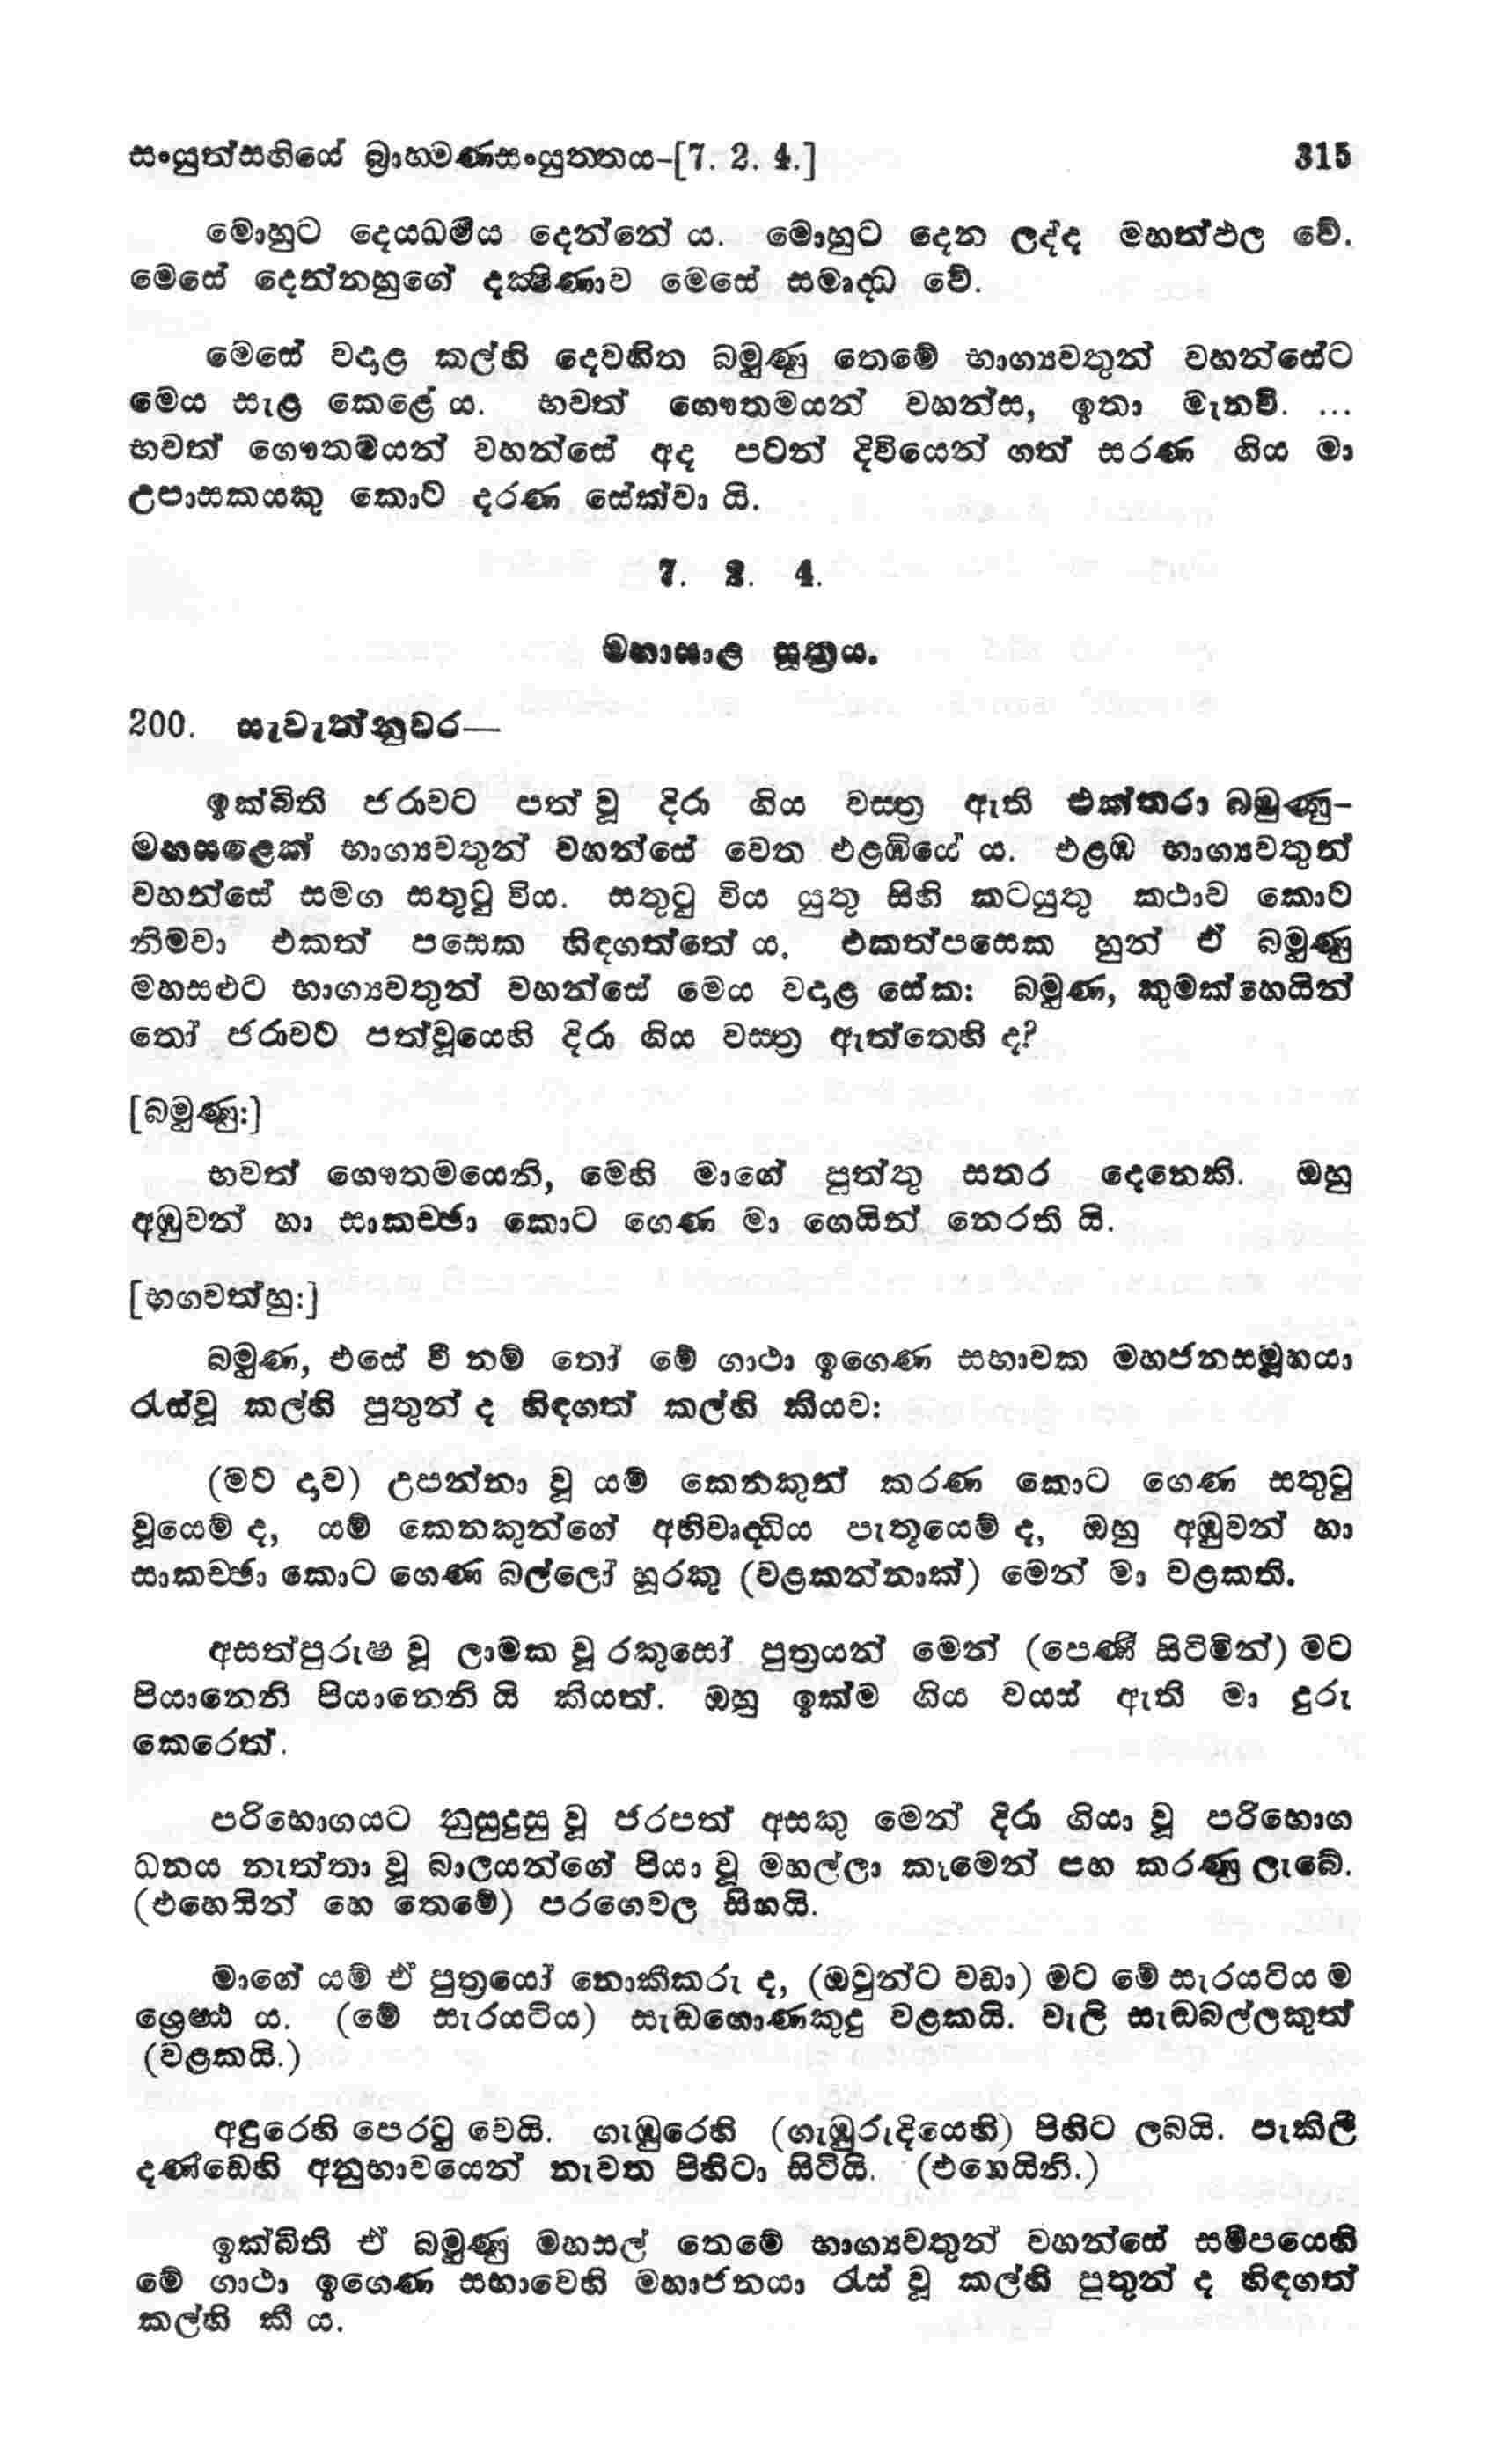 සංයුත්සඟියේ බ්‍රාහ්මණසංයුත්තය-[7. 2. 4.] 315
මොහුට දෙයධර්‍මය දෙන්නේ ය. මොහුට දෙන ලද්ද මහත්ඵල වේ.
මෙසේ දෙන්නහුගේ දක්‍ෂිණාව මෙසේ සමෘද්ධ වේ.
මෙසේ වදාළ කල්හි දෙවහිත බමුණු තෙමේ භාග්‍යවතුන් වහන්සේට
මෙය සැළ කෙළේ ය. භවත් ගෞතමයන් වහන්ස, ඉතා මැනවි. ...
භවත් ගෞතමයන් වහන්සේ අද පටන් දිවියෙන් ගත් සරණ ගිය මා
උපාසකයකු කොට දරණ සේක්වා යි.
7. 2. 4.
මහාසාළ සූත්‍රය.
200. සැවැත්නුවර—
ඉක්බිති ජරාවට පත් වූ දිරා ගිය වස්ත්‍ර ඇති එක්තරා බමුණු-
මහසළෙක් භාග්‍යවතුන් වහන්සේ වෙත එළඹියේ ය. එළඹ භාග්‍යවතුන්
වහන්සේ සමග සතුටු විය. සතුටු විය යුතු සිහි කටයුතු කථාව කොට
නිමවා එකත් පසෙක හිඳගත්තේ ය. එකත්පසෙක හුන් ඒ බමුණු
මහසළුට භාග්‍යවතුන් වහන්සේ මෙය වදාළ සේක: බමුණ, කුමක්හෙයින්
තෝ ජරාවට පත්වූයෙහි දිරා ගිය වස්ත්‍ර ඇත්තෙහි ද?
[බමුණු:]
භවත් ගෞතමයෙනි, මෙහි මාගේ පුත්තු සතර දෙනෙකි. ඔහු
අඹුවන් හා සාකච්ඡා කොට ගෙණ මා ගෙයින් නෙරති යි.
[භගවත්හු:]
බමුණ, එසේ වී නම් තෝ මේ ගාථා ඉගෙණ සභාවක මහජනසමූහයා
රැස්වූ කල්හි පුතුන් ද හිඳගත් කල්හි කියව:
(මට දාව) උපන්නා වූ යම් කෙනකුන් කරණ කොට ගෙණ සතුටු
වූයෙම් ද, යම් කෙනකුන්ගේ අභිවෘද්ධිය පැතූයෙම් ද, ඔහු අඹුවන් හා
සාකච්ඡා කොට ගෙණ බල්ලෝ හූරකු (වළකන්නාක්) මෙන් මා වළකති.
අසත්පුරුෂ වූ ලාමක වූ රකුසෝ පුත්‍රයන් මෙන් (පෙණී සිටිමින්) මට
පියානෙනි පියානෙනි යි කියත්. ඔහු ඉක්ම ගිය වයස් ඇති මා දුරු
කෙරෙත්.
පරිභොගයට නුසුදුසු වූ ජරපත් අසකු මෙන් දිරා ගියා වූ පරිභොග
ධනය නැත්තා වූ බාලයන්ගේ පියා වූ මහල්ලා කෑමෙන් පහ කරණු ලැබේ.
(එහෙයින් හෙ තෙමේ) පරගෙවල සිඟයි.
මාගේ යම් ඒ පුත්‍රයෝ නොකීකරු ද, (ඔවුන්ට වඩා) මට මේ සැරයටිය ම
ශ්‍රෙෂ්ඨ ය. (මේ සැරයටිය) සැඩගොණකුදු වළකයි. වැලි සැඩබල්ලකුත්
(වළකයි.)
අඳුරෙහි පෙරටු වෙයි. ගැඹුරෙහි (ගැඹුරුදියෙහි) පිහිට ලබයි. පැකිලී
දණ්ඩෙහි අනුභාවයෙන් නැවත පිහිටා සිටියි. (එහෙයිනි.)
ඉක්බිති ඒ බමුණු මහසල් තෙමේ භාග්‍යවතුන් වහන්සේ සමීපයෙහි
මේ ගාථා ඉගෙණ සභාවෙහි මහාජනයා රැස් වූ කල්හි පුතුන් ද හිඳගත්
කල්හි කී ය.